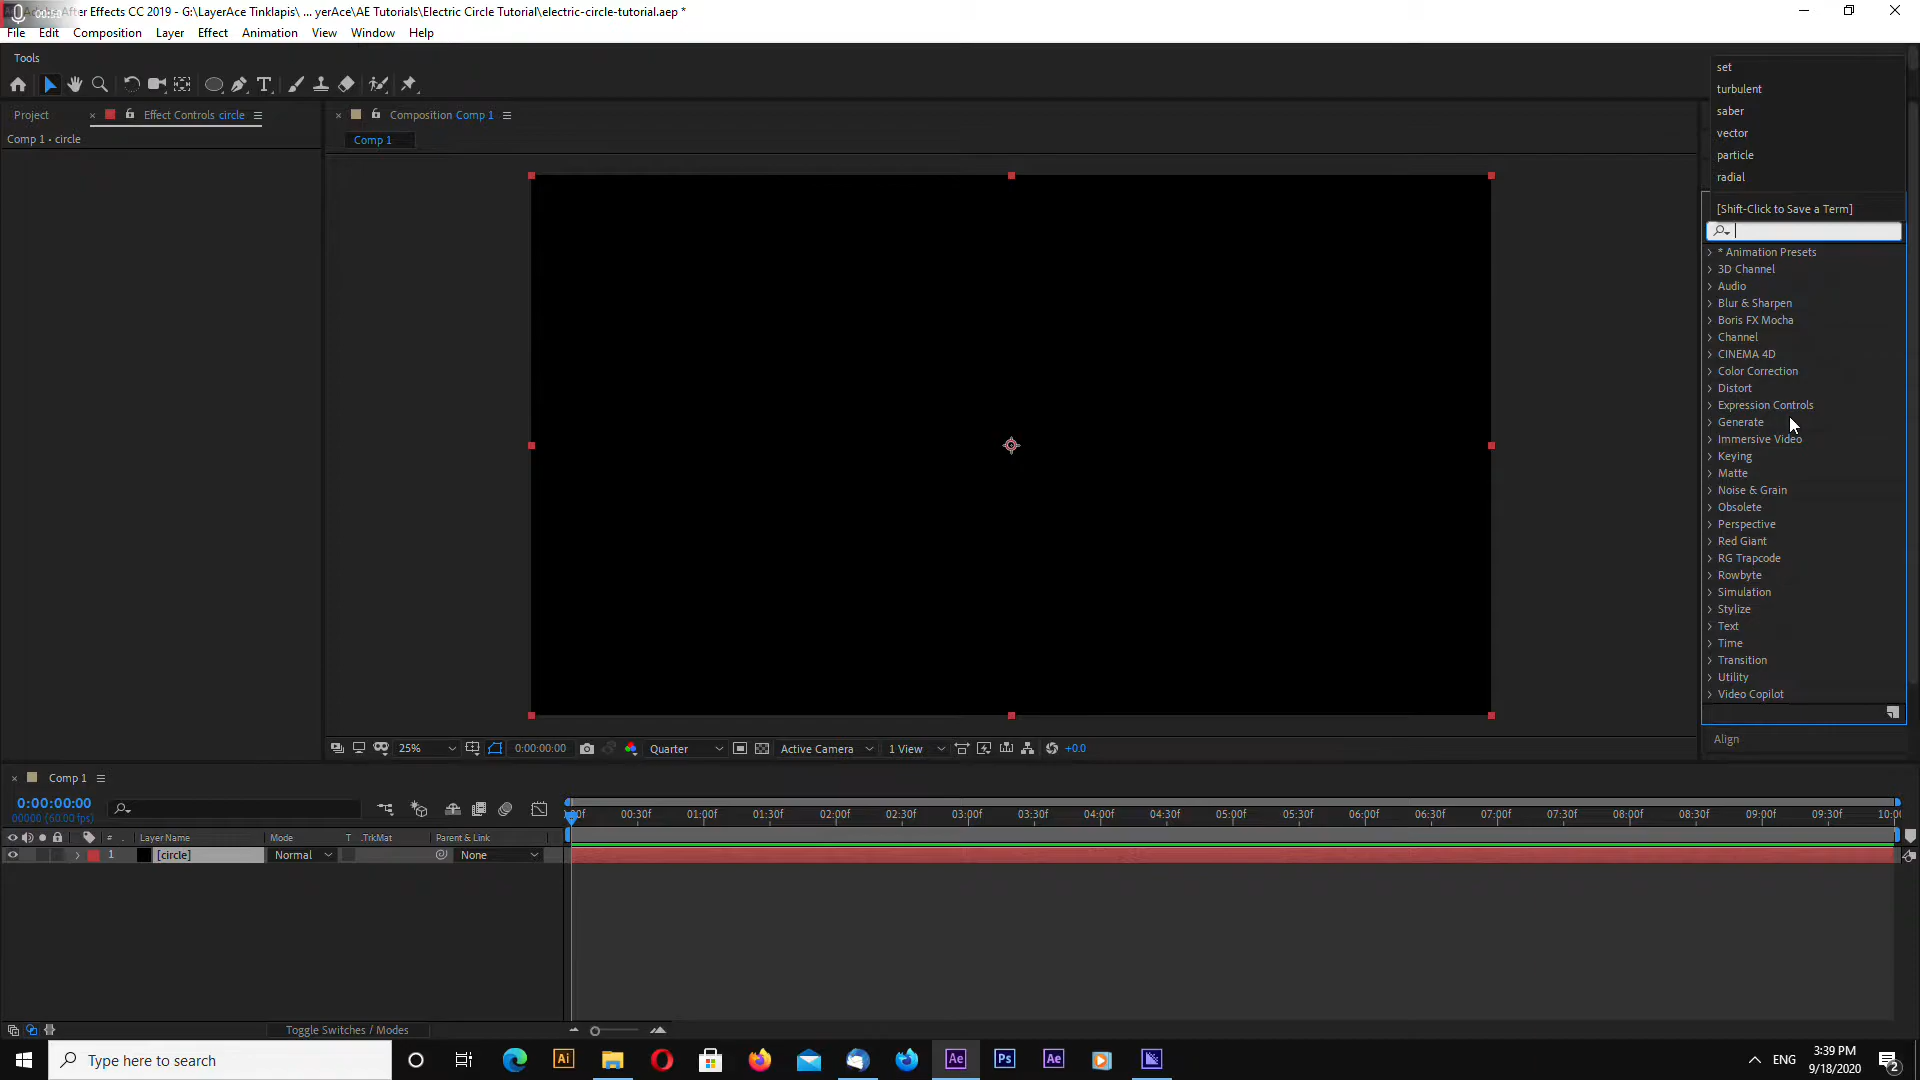 After Effects CC 2019 - G:\LayerAce Tinklapis\ ... yerAce\AE Tutorials\Electric Circle Tutorial\electric-circle-tutorial.aep *
File Edit Composition Layer Effect Animation View Window Help
Tools
Project
Effect Controls circle
Comp 1 • circle
Composition Comp 1
Comp 1
set
turbulent
saber
vector
particle
radial
[Shift-Click to Save a Term]
* Animation Presets
3D Channel
Audio
Blur & Sharpen
Boris FX Mocha
Channel
CINEMA 4D
Color Correction
Distort
Expression Controls
Generate
Immersive Video
Keying
Matte
Noise & Grain
Obsolete
Perspective
Red Giant
RG Trapcode
Rowbyte
Simulation
Stylize
Text
Time
Transition
Utility
Video Copilot
Align
25% 0:00:00:00 Quarter Active Camera 1 View +0.0
Comp 1
0:00:00:00
00000 (60.00 fps)
00:30f 01:00f 01:30f 02:00f 02:30f 03:00f 03:30f 04:00f 04:30f 05:00f 05:30f 06:00f 06:30f 07:00f 07:30f 08:00f 08:30f 09:00f 09:30f
# Layer Name Mode T .TrkMat Parent & Link
1 [circle] Normal None
Toggle Switches / Modes
Type here to search
Ai Ae Ps Ae
ENG
3:39 PM
9/18/2020
2